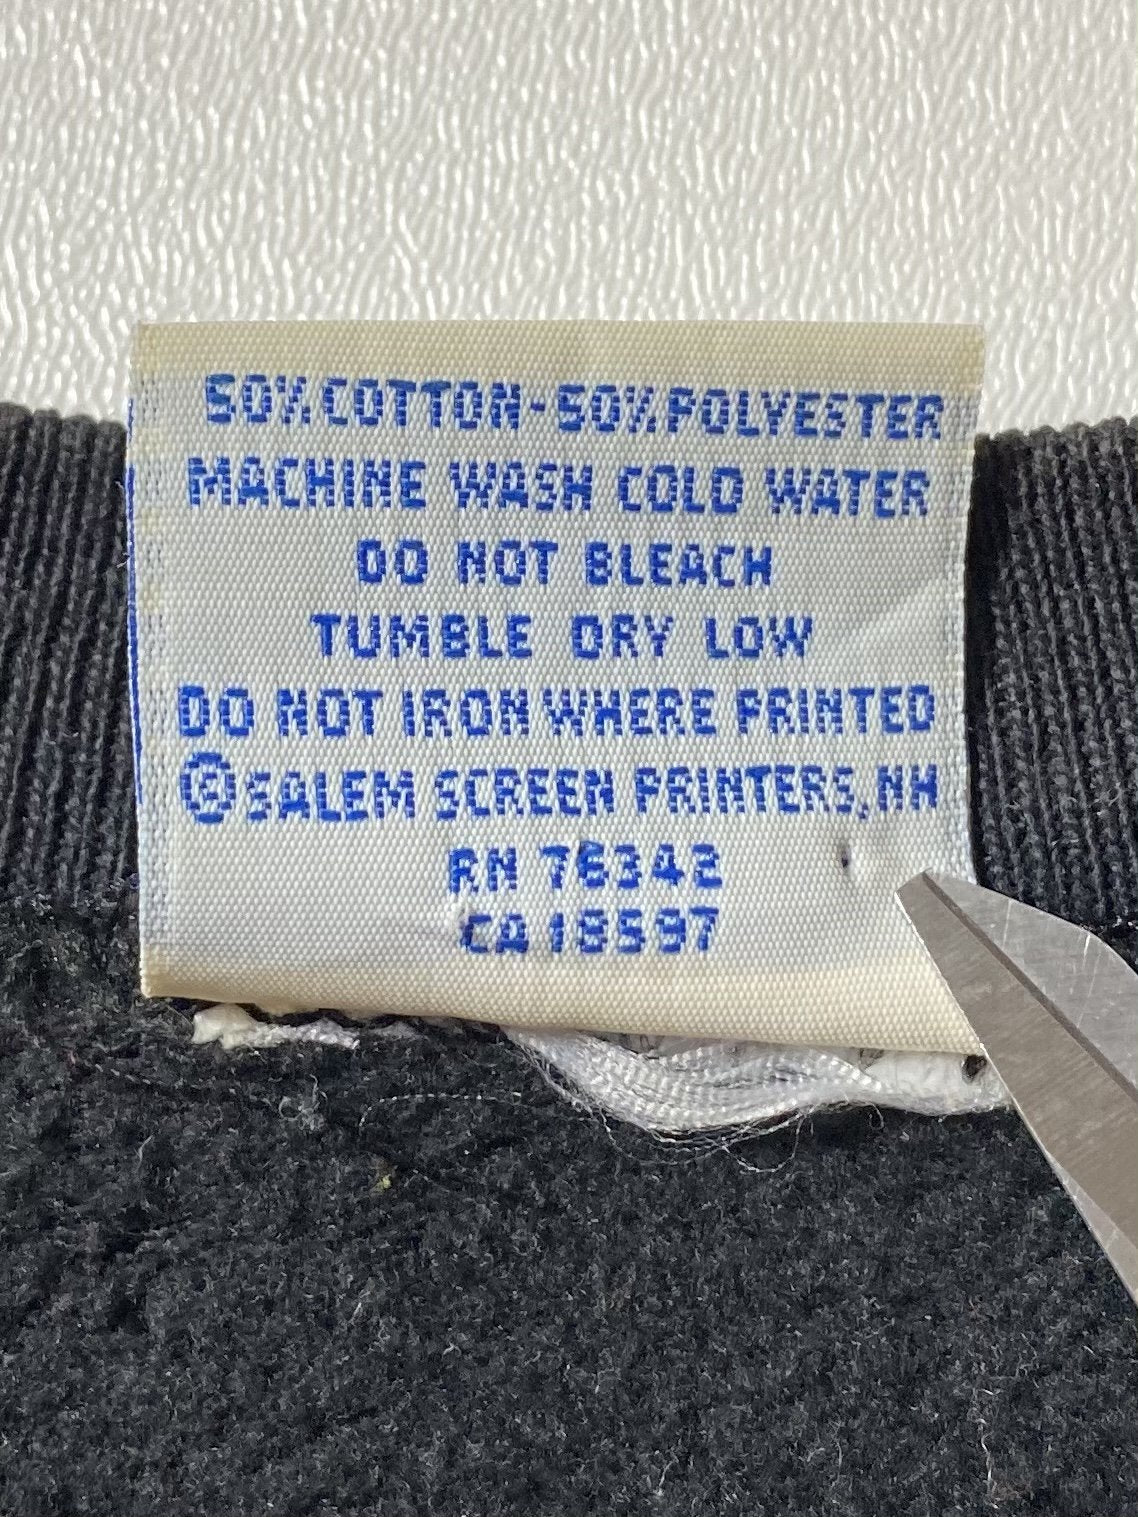 50% COTTON-50% POLYESTER
MACHINE WASH COLD WATER
DO NOT BLEACH
TUMBLE DRY LOW
DO NOT IRON WHERE PRINTED
©SALEM SCREEN PRINTERS, NH
RN 76342
CA 18597